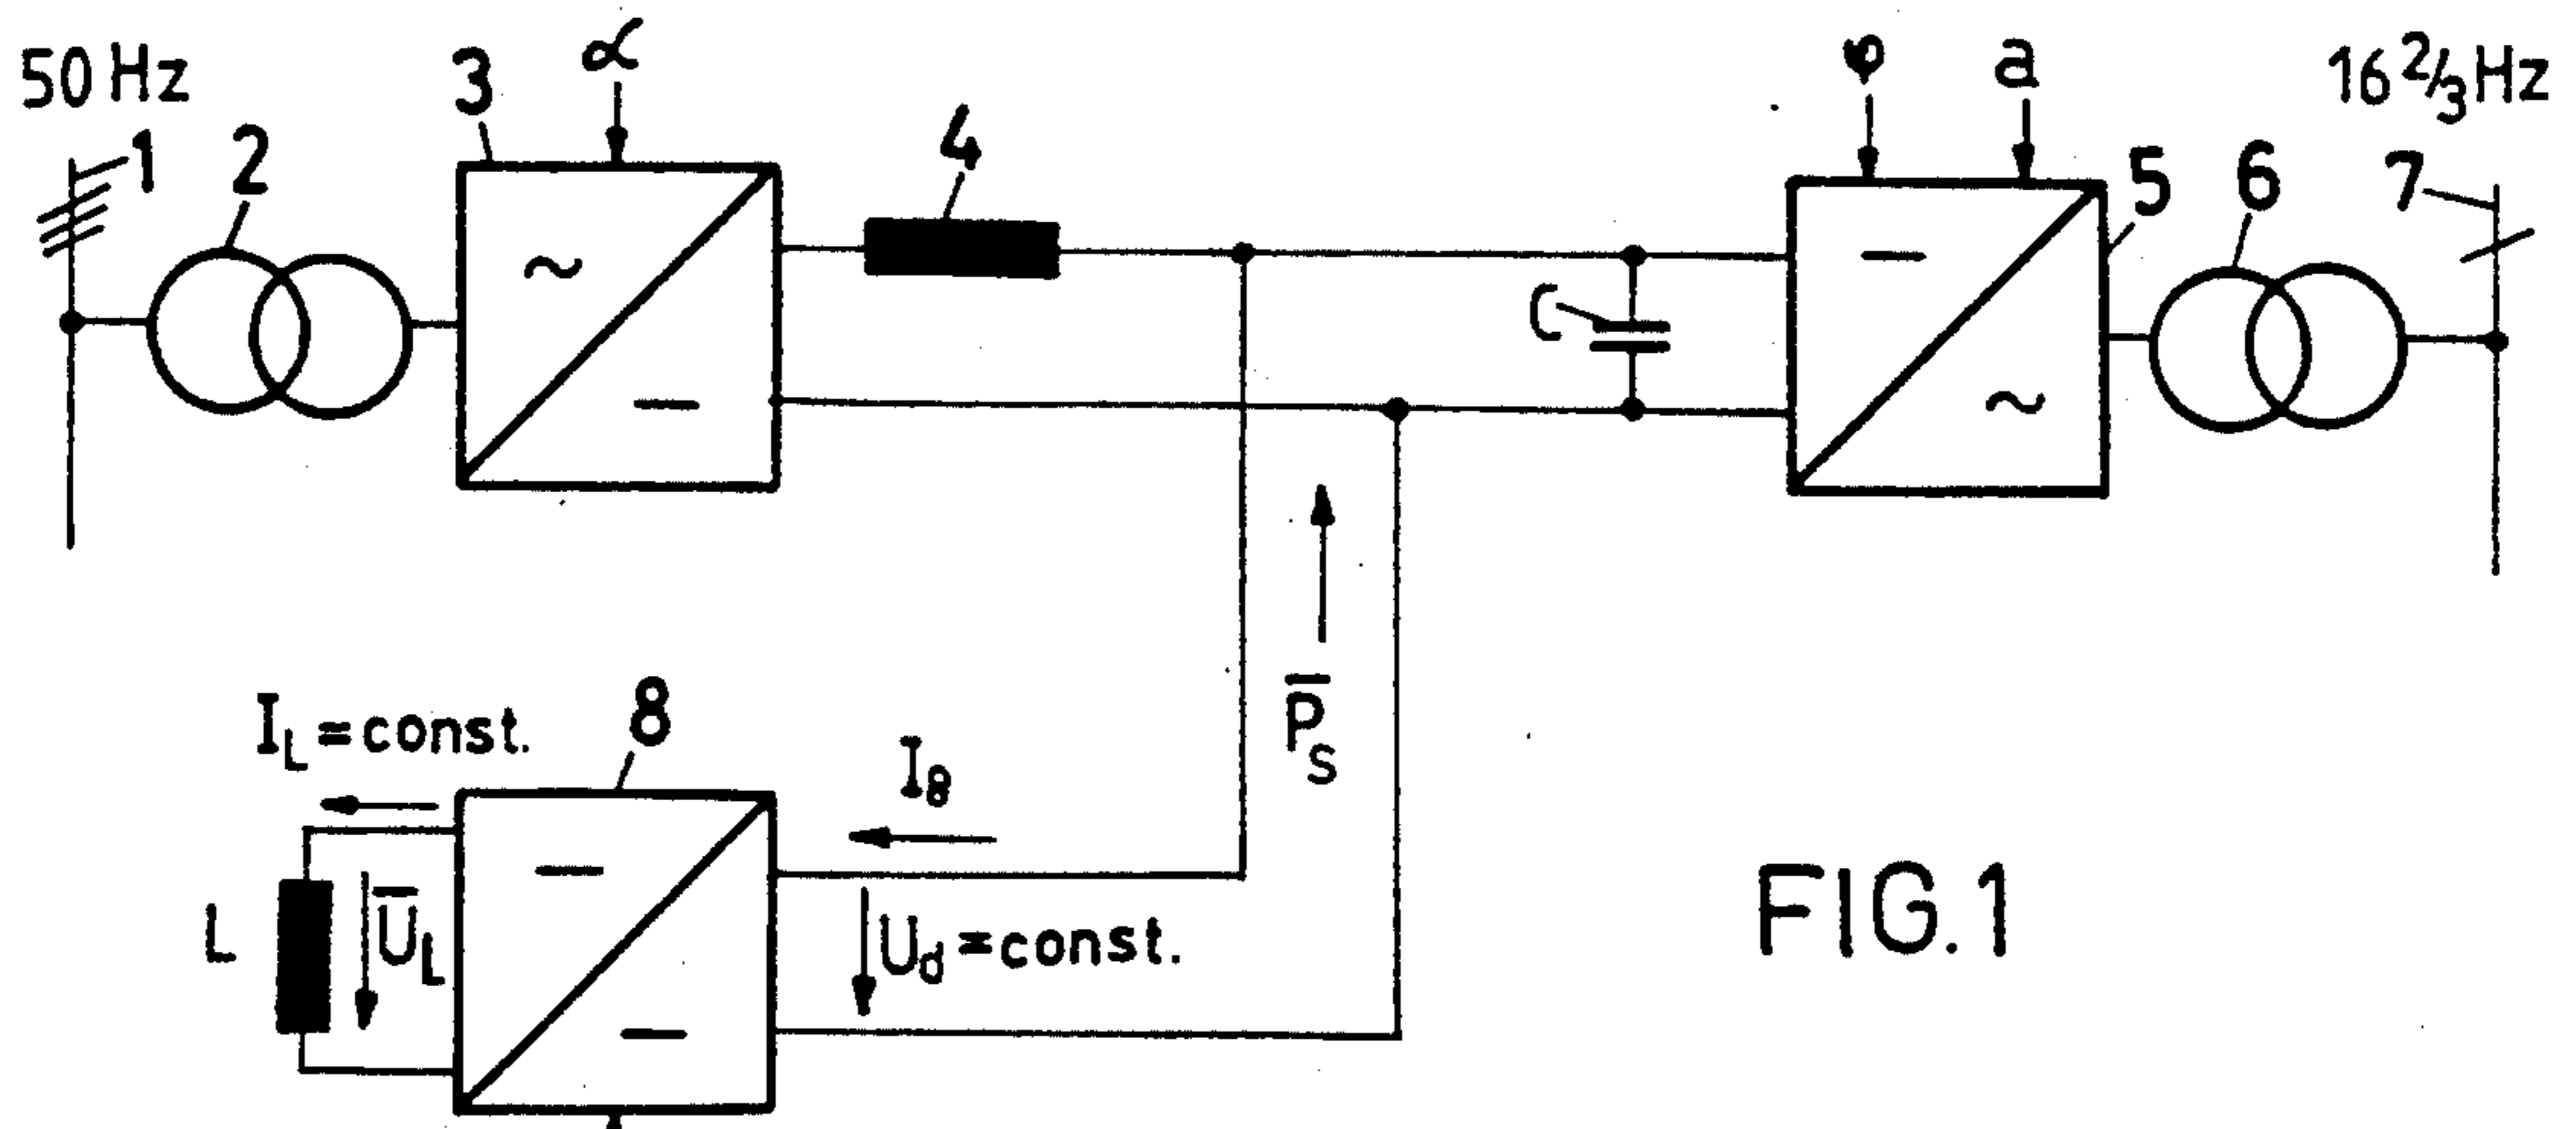 50 Hz
1
2
3
α
4
C
φ
a
5
6
7
16 2/3 Hz
I_L = const.
8
I_8
P̅_S
L
U̅_L
U_d = const.
FIG. 1